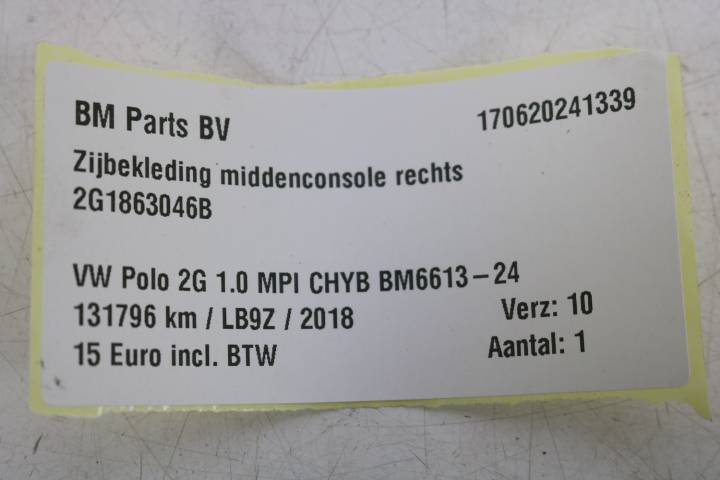 BM Parts BV 170620241339
Zijbekleding middenconsole rechts
2G1863046B
VW Polo 2G 1.0 MPI CHYB BM6613-24
131796 km / LB9Z / 2018 Verz: 10
15 Euro incl. BTW Aantal: 1